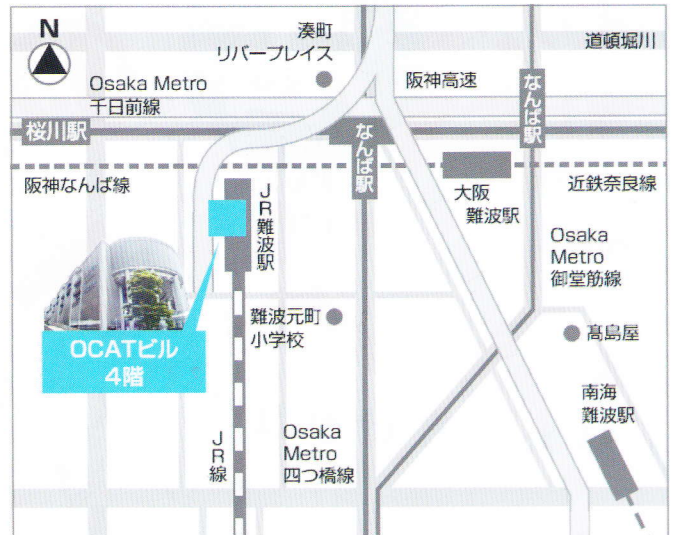 N
湊町
リバープレイス
道頓堀川
Osaka Metro
千日前線
阪神高速
なんば駅
桜川駅
なんば駅
阪神なんば線
JR難波駅
大阪
難波駅
近鉄奈良線
Osaka
Metro
御堂筋線
難波元町
小学校
髙島屋
OCATビル
4階
南海
難波駅
JR線
Osaka
Metro
四つ橋線